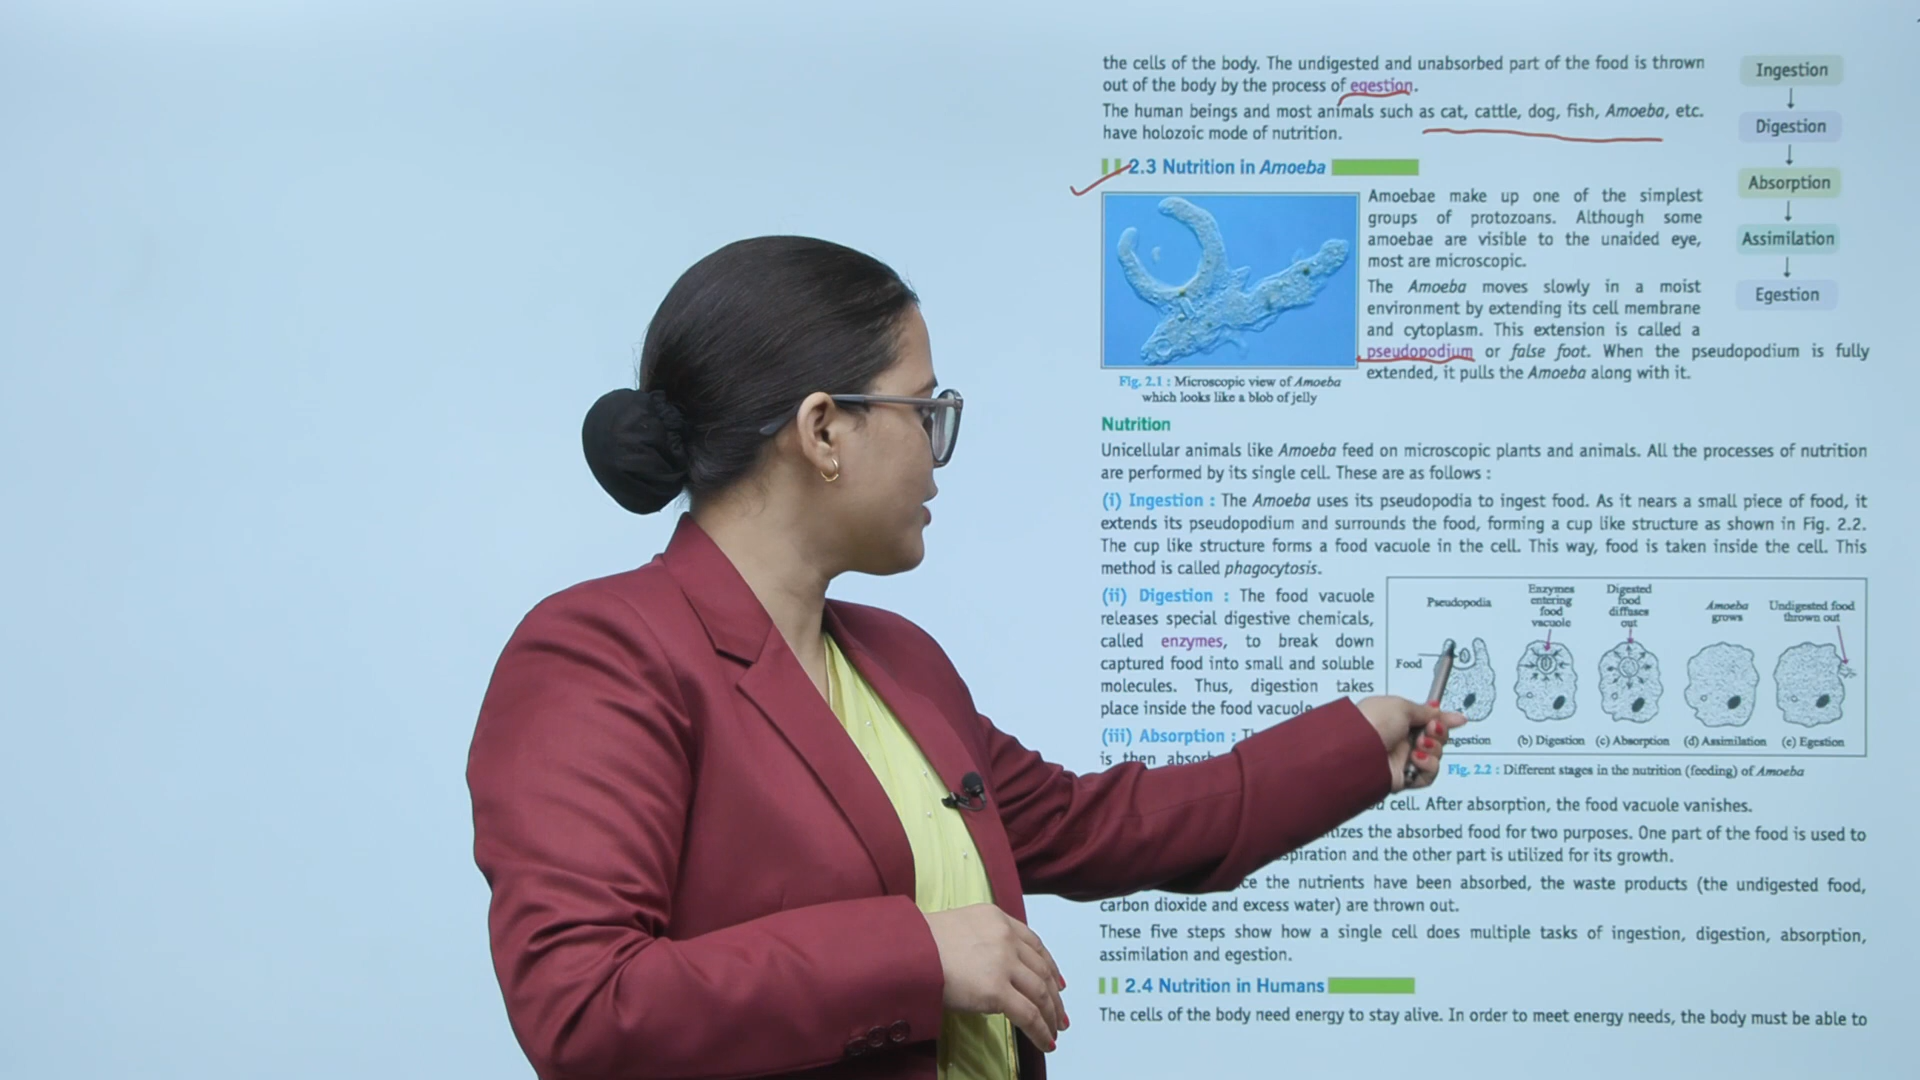 the cells of the body. The undigested and unabsorbed part of the food is thrown
out of the body by the process of egestion.
The human beings and most animals such as cat, cattle, dog, fish, Amoeba, etc.
have holozoic mode of nutrition.
Ingestion
Digestion
Absorption
Assimilation
Egestion
2.3 Nutrition in Amoeba
Amoebae make up one of the simplest
groups of protozoans. Although some
amoebae are visible to the unaided eye,
most are microscopic.
The Amoeba moves slowly in a moist
environment by extending its cell membrane
and cytoplasm. This extension is called a
pseudopodium or false foot. When the pseudopodium is fully
extended, it pulls the Amoeba along with it.
Fig. 2.1 : Microscopic view of Amoeba
which looks like a blob of jelly
Nutrition
Unicellular animals like Amoeba feed on microscopic plants and animals. All the processes of nutrition
are performed by its single cell. These are as follows :
(i) Ingestion : The Amoeba uses its pseudopodia to ingest food. As it nears a small piece of food, it
extends its pseudopodium and surrounds the food, forming a cup like structure as shown in Fig. 2.2.
The cup like structure forms a food vacuole in the cell. This way, food is taken inside the cell. This
method is called phagocytosis.
(ii) Digestion : The food vacuole
releases special digestive chemicals,
called enzymes, to break down
captured food into small and soluble
molecules. Thus, digestion takes
place inside the food vacuole
(iii) Absorption :
is then
Pseudopodia
Food
Enzymes
entering
food
vacuole
Digested
food
diffuses
out
Amoeba
grows
Undigested food
thrown out
(b) Digestion (c) Absorption (d) Assimilation (e) Egestion
Fig. 2.2 : Different stages in the nutrition (feeding) of Amoeba
cell. After absorption, the food vacuole vanishes.
the absorbed food for two purposes. One part of the food is used to
and the other part is utilized for its growth.
the nutrients have been absorbed, the waste products (the undigested food,
carbon dioxide and excess water) are thrown out.
These five steps show how a single cell does multiple tasks of ingestion, digestion, absorption,
assimilation and egestion.
2.4 Nutrition in Humans
The cells of the body need energy to stay alive. In order to meet energy needs, the body must be able to